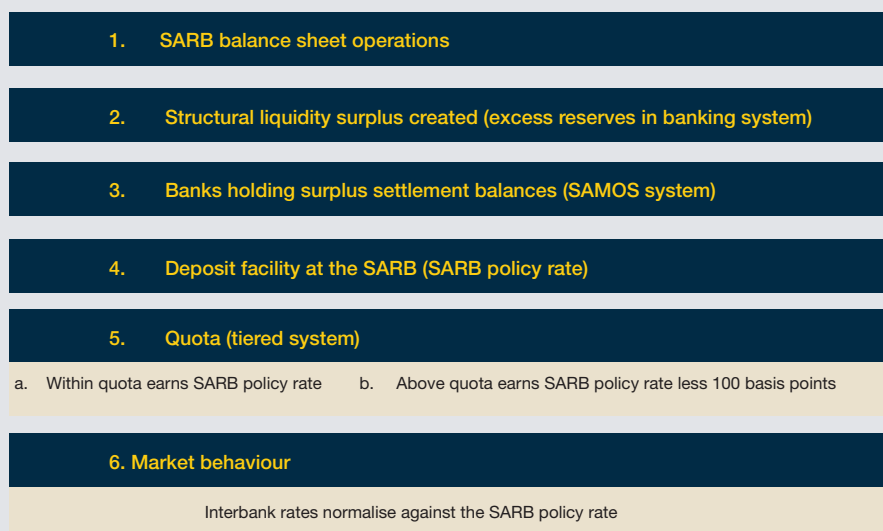 1. SARB balance sheet operations
2. Structural liquidity surplus created (excess reserves in banking system)
3. Banks holding surplus settlement balances (SAMOS system)
4. Deposit facility at the SARB (SARB policy rate)
5. Quota (tiered system)
a. Within quota earns SARB policy rate b. Above quota earns SARB policy rate less 100 basis points
6. Market behaviour
Interbank rates normalise against the SARB policy rate